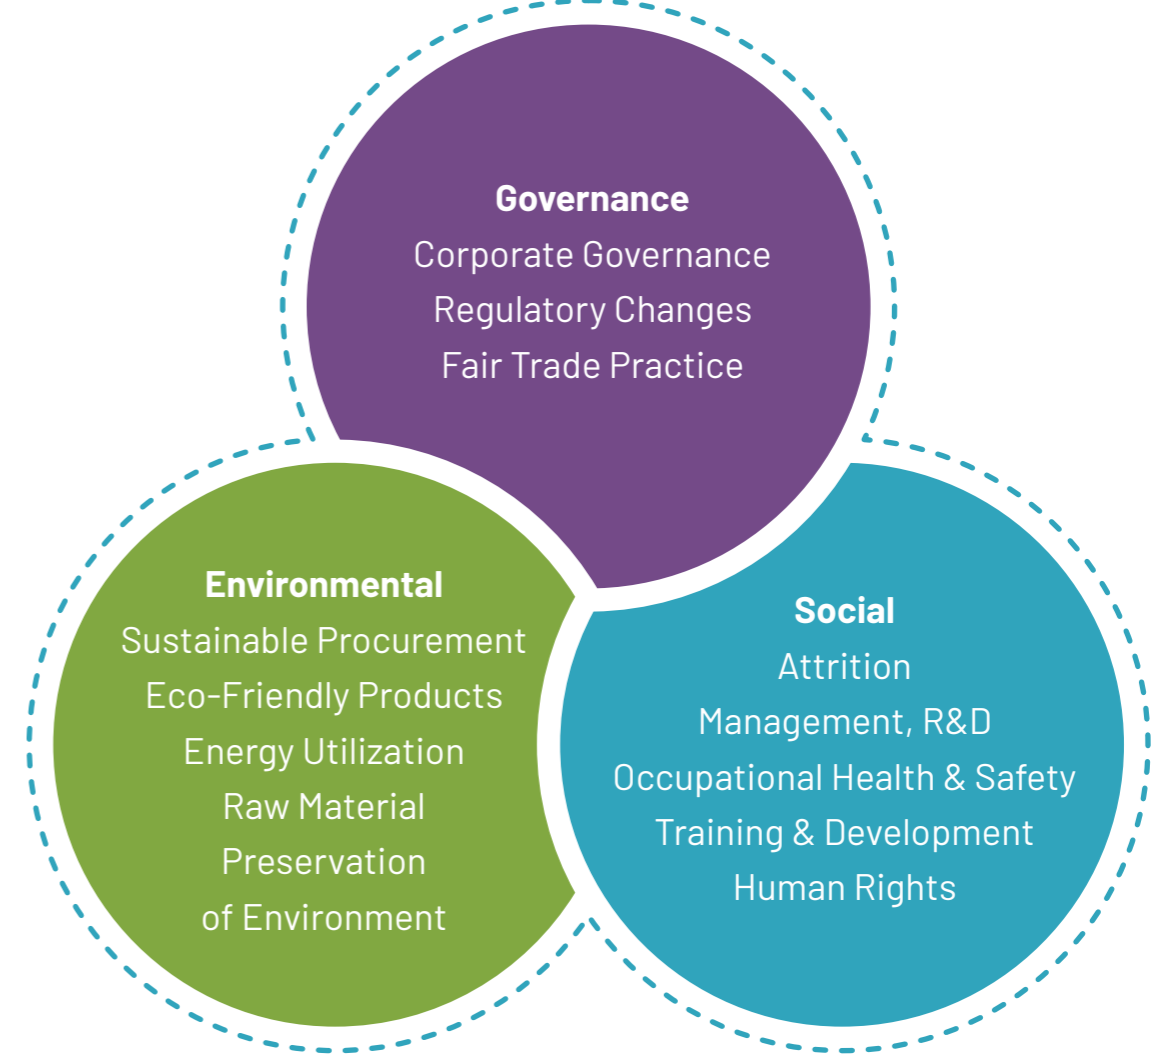 Governance
Corporate Governance
Regulatory Changes
Fair Trade Practice
Environmental
Sustainable Procurement
Eco-Friendly Products
Energy Utilization
Raw Material
Preservation
of Environment
Social
Attrition
Management, R&D
Occupational Health & Safety
Training & Development
Human Rights